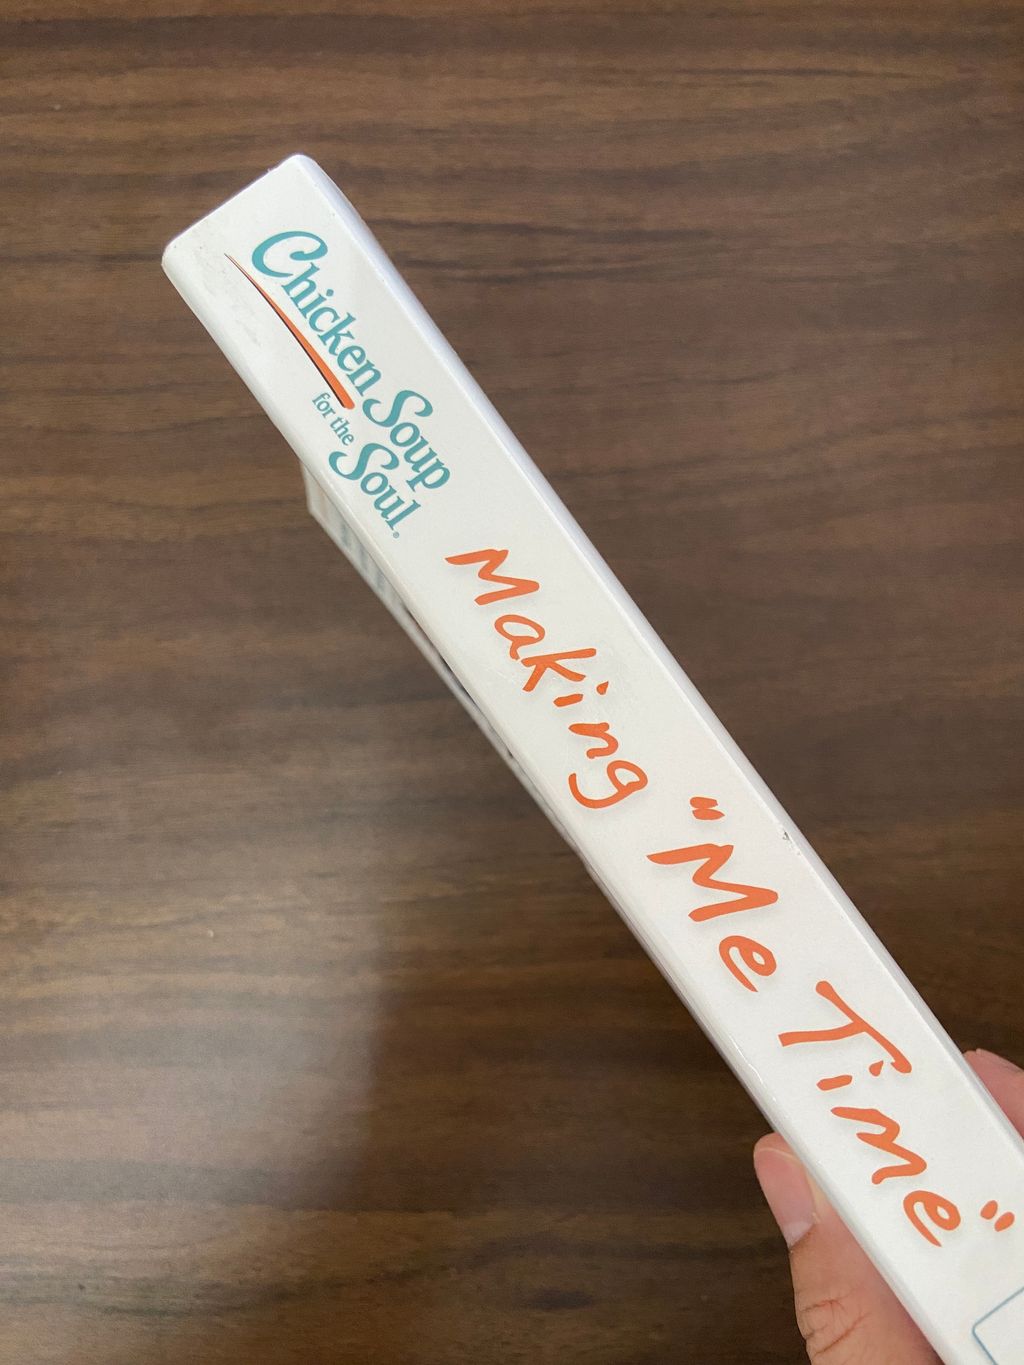 Chicken Soup
for the
Soul®
Making "Me Time"